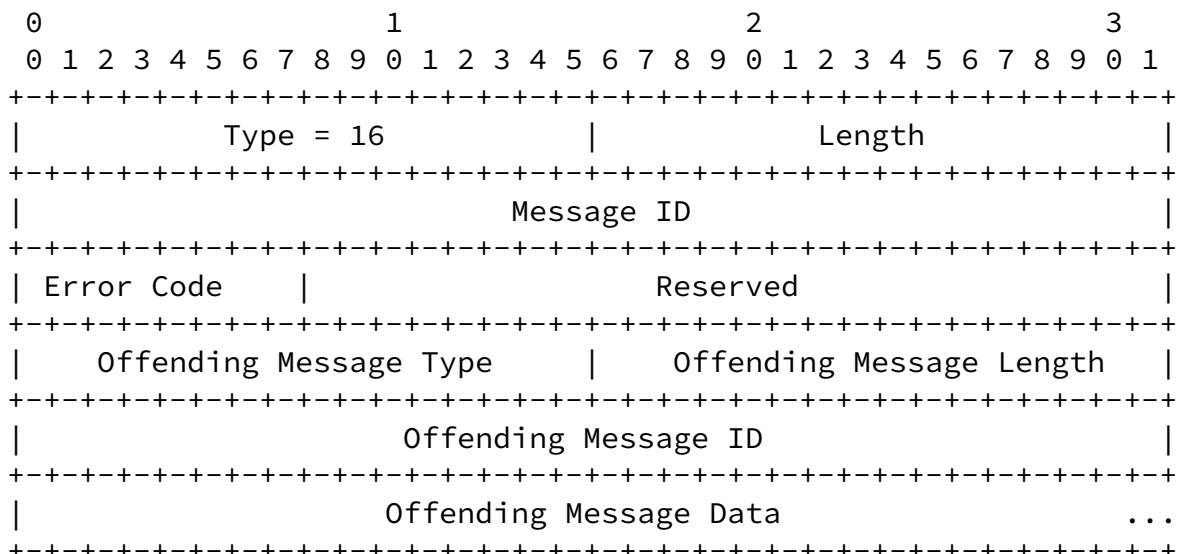 0                   1                   2                   3
 0 1 2 3 4 5 6 7 8 9 0 1 2 3 4 5 6 7 8 9 0 1 2 3 4 5 6 7 8 9 0 1
+-+-+-+-+-+-+-+-+-+-+-+-+-+-+-+-+-+-+-+-+-+-+-+-+-+-+-+-+-+-+-+-+
|           Type = 16           |            Length             |
+-+-+-+-+-+-+-+-+-+-+-+-+-+-+-+-+-+-+-+-+-+-+-+-+-+-+-+-+-+-+-+-+
|                           Message ID                          |
+-+-+-+-+-+-+-+-+-+-+-+-+-+-+-+-+-+-+-+-+-+-+-+-+-+-+-+-+-+-+-+-+
| Error Code    |                   Reserved                    |
+-+-+-+-+-+-+-+-+-+-+-+-+-+-+-+-+-+-+-+-+-+-+-+-+-+-+-+-+-+-+-+-+
|    Offending Message Type     |    Offending Message Length   |
+-+-+-+-+-+-+-+-+-+-+-+-+-+-+-+-+-+-+-+-+-+-+-+-+-+-+-+-+-+-+-+-+
|                     Offending Message ID                      |
+-+-+-+-+-+-+-+-+-+-+-+-+-+-+-+-+-+-+-+-+-+-+-+-+-+-+-+-+-+-+-+-+
|                    Offending Message Data                   ...
+-+-+-+-+-+-+-+-+-+-+-+-+-+-+-+-+-+-+-+-+-+-+-+-+-+-+-+-+-+-+-+-+